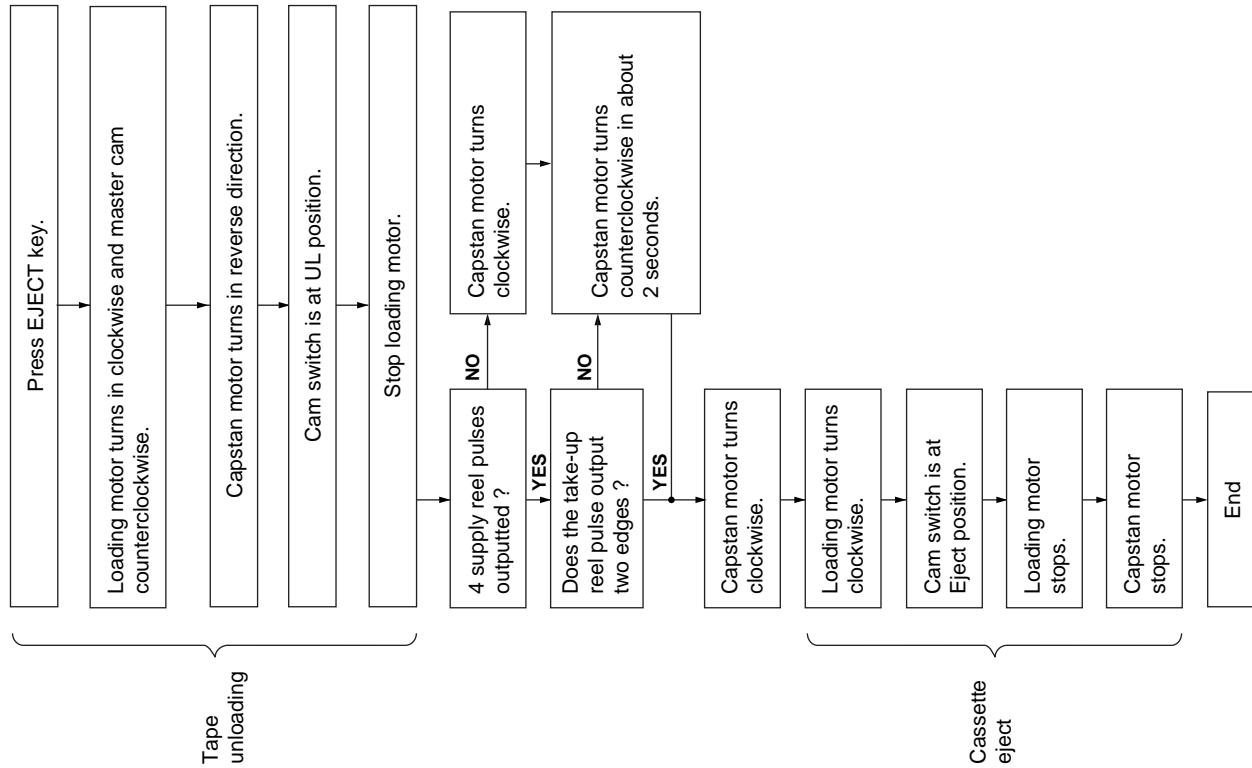 Press EJECT key.
Loading motor turns in clockwise and master cam
counterclockwise.
Capstan motor turns in reverse direction.
Cam switch is at UL position.
Stop loading motor.
Tape
unloading
4 supply reel pulses
outputted ?
NO
Capstan motor turns
clockwise.
YES
Does the take-up
reel pulse output
two edges ?
NO
Capstan motor turns
counterclockwise in about
2 seconds.
YES
Capstan motor turns
clockwise.
Loading motor turns
clockwise.
Cam switch is at
Eject position.
Loading motor
stops.
Capstan motor
stops.
Cassette
eject
End